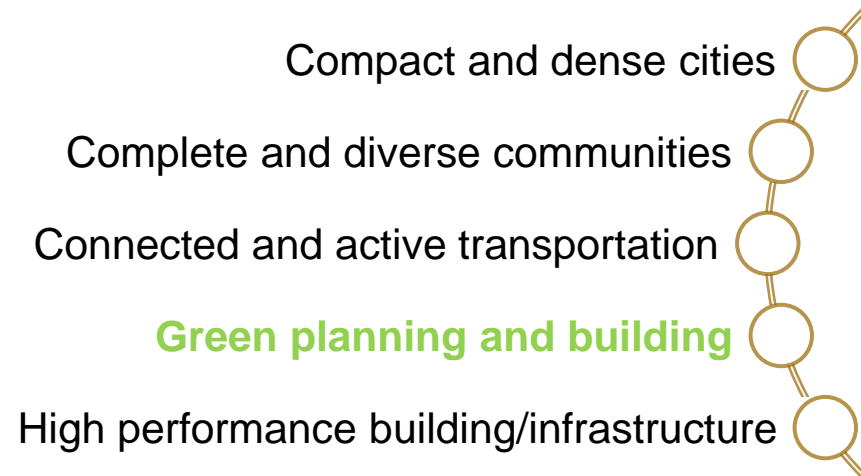 Compact and dense cities
Complete and diverse communities
Connected and active transportation
Green planning and building
High performance building/infrastructure